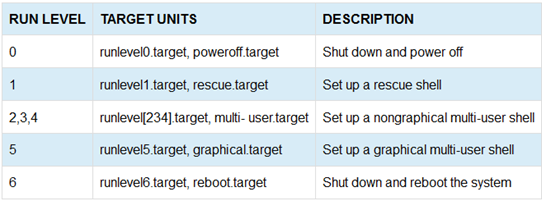 RUN LEVEL TARGET UNITS DESCRIPTION
0 runlevel0.target, poweroff.target Shut down and power off
1 runlevel1.target, rescue.target Set up a rescue shell
2,3,4 runlevel[234].target, multi- user.target Set up a nongraphical multi-user shell
5 runlevel5.target, graphical.target Set up a graphical multi-user shell
6 runlevel6.target, reboot.target Shut down and reboot the system